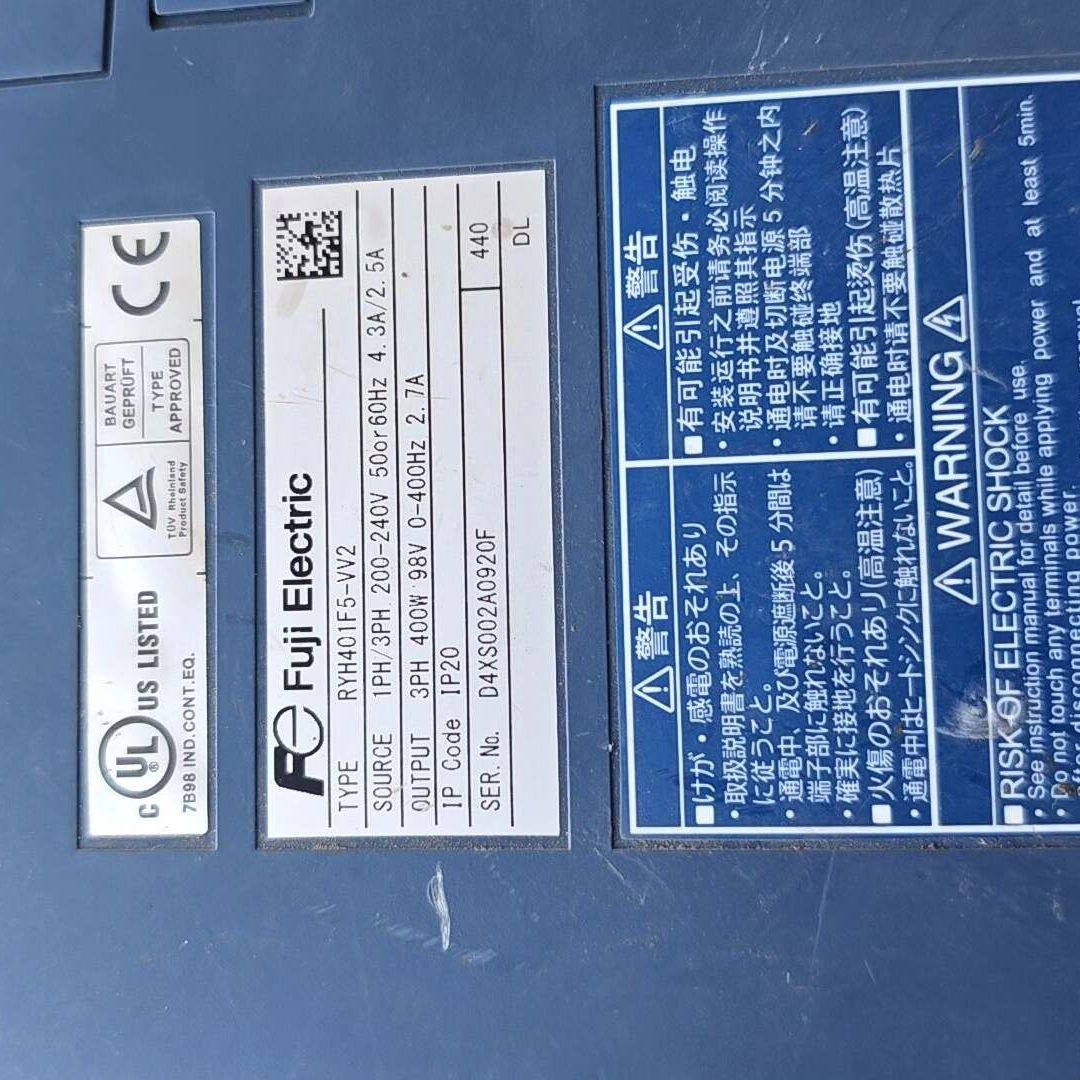 CE
BAUART
GEPRÜFT
TYPE
APPROVED
TÜV Rheinland
Product Safety
C UL US LISTED
®
7B98 IND.CONT.EQ.
Fe Fuji Electric
TYPE RYH401F5-VV2
SOURCE 1PH/3PH 200-240V 50or60Hz 4.3A/2.5A
OUTPUT 3PH 400W 98V 0-400Hz 2.7A
IP Code IP20
SER. No. D4XS002A0920F 440
DL
警告
■けが・感電のおそれあり
・取扱説明書を熟読の上、その指示
に従うこと。
・通電中、及び電源遮断後5分間は
端子部に触れないこと。
・確実に接地を行うこと。
■火傷のおそれあり(高温注意)
・通電中はヒートシンクに触れないこと。
警告
■有可能引起受伤・触电
・安装运行之前请务必阅读操作
说明书并遵照其指示
・通电时及切断电源5分钟之内
请不要触碰终端部
・请正确接地
■有可能引起烫伤(高温注意)
・通电时请不要触碰散热片
WARNING
■RISK OF ELECTRIC SHOCK
・See instruction manual for detail before use.
・Do not touch any terminals while applying power and at least 5min.